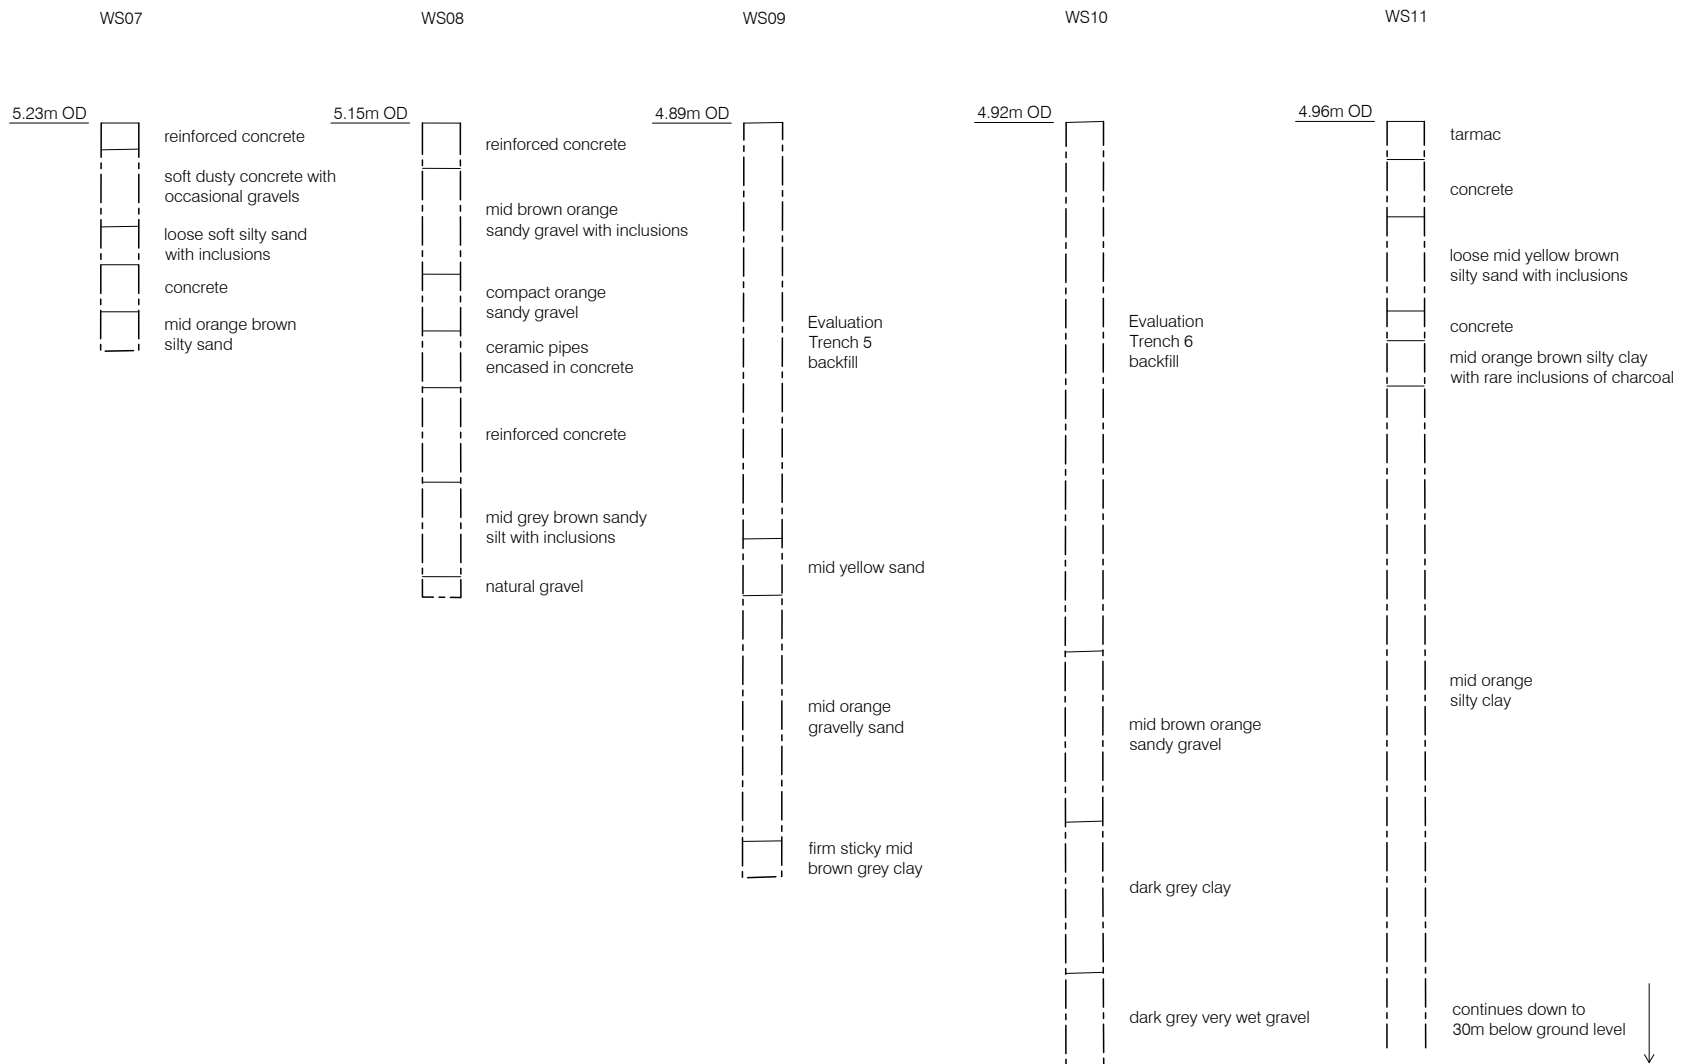 WS07
WS08
WS09
WS10
WS11
5.23m OD
reinforced concrete
soft dusty concrete with
occasional gravels
loose soft silty sand
with inclusions
concrete
mid orange brown
silty sand
5.15m OD
reinforced concrete
mid brown orange
sandy gravel with inclusions
compact orange
sandy gravel
ceramic pipes
encased in concrete
reinforced concrete
mid grey brown sandy
silt with inclusions
natural gravel
4.89m OD
Evaluation
Trench 5
backfill
mid yellow sand
mid orange
gravelly sand
firm sticky mid
brown grey clay
4.92m OD
Evaluation
Trench 6
backfill
mid brown orange
sandy gravel
dark grey clay
dark grey very wet gravel
4.96m OD
tarmac
concrete
loose mid yellow brown
silty sand with inclusions
concrete
mid orange brown silty clay
with rare inclusions of charcoal
mid orange
silty clay
continues down to
30m below ground level